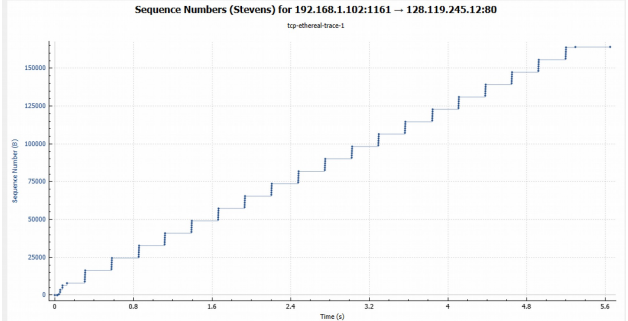 Sequence Numbers (Stevens) for 192.168.1.102:1161 → 128.119.245.12:80
tcp-ethereal-trace-1
Sequence Number (B)
150000
125000
100000
75000
50000
25000
0
0 0.8 1.6 2.4 3.2 4 4.8 5.6
Time (s)